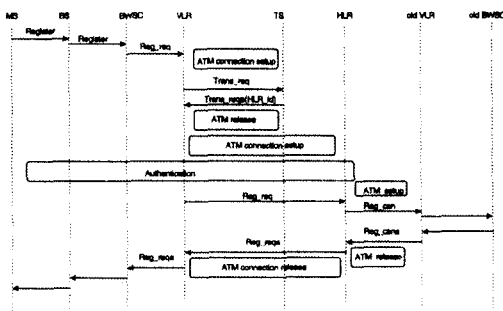 MS BS BWSC VLR TS HLR old VLR old BWSC
Register
Register
Reg_req
ATM connection setup
Trans_req
Trans_reqs(HLR_id)
ATM release
ATM connection setup
Authentication
ATM setup
Reg_req
Reg_can
Reg_cans
Reg_reqs
Reg_reqs
ATM connection releases
ATM release